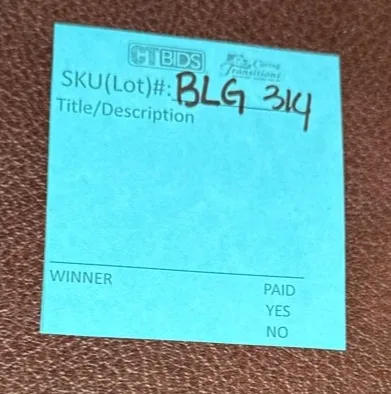 CTBIDS Caring Transitions
SKU(Lot)#: BLG 314
Title/Description
WINNER
PAID
YES
NO